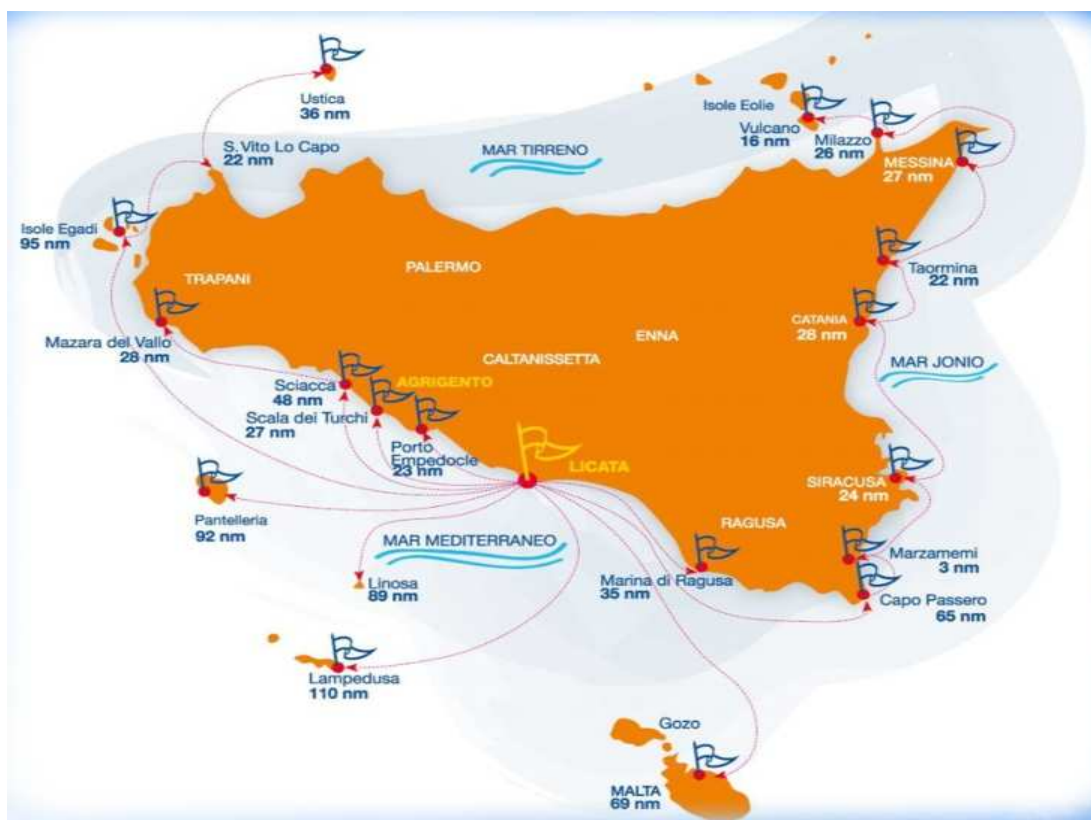 Ustica
36 nm
S.Vito Lo Capo
22 nm
MAR TIRRENO
Isole Eolie
Vulcano
16 nm
Milazzo
26 nm
MESSINA
27 nm
Isole Egadi
95 nm
TRAPANI
PALERMO
Taormina
22 nm
Mazara del Vallo
28 nm
ENNA
CATANIA
28 nm
CALTANISSETTA
MAR JONIO
AGRIGENTO
Sciacca
48 nm
Scala dei Turchi
27 nm
Porto
Empedocle
23 nm
LICATA
SIRACUSA
24 nm
Pantelleria
92 nm
MAR MEDITERRANEO
RAGUSA
Linosa
89 nm
Marina di Ragusa
35 nm
Marzamemi
3 nm
Capo Passero
65 nm
Lampedusa
110 nm
Gozo
MALTA
69 nm